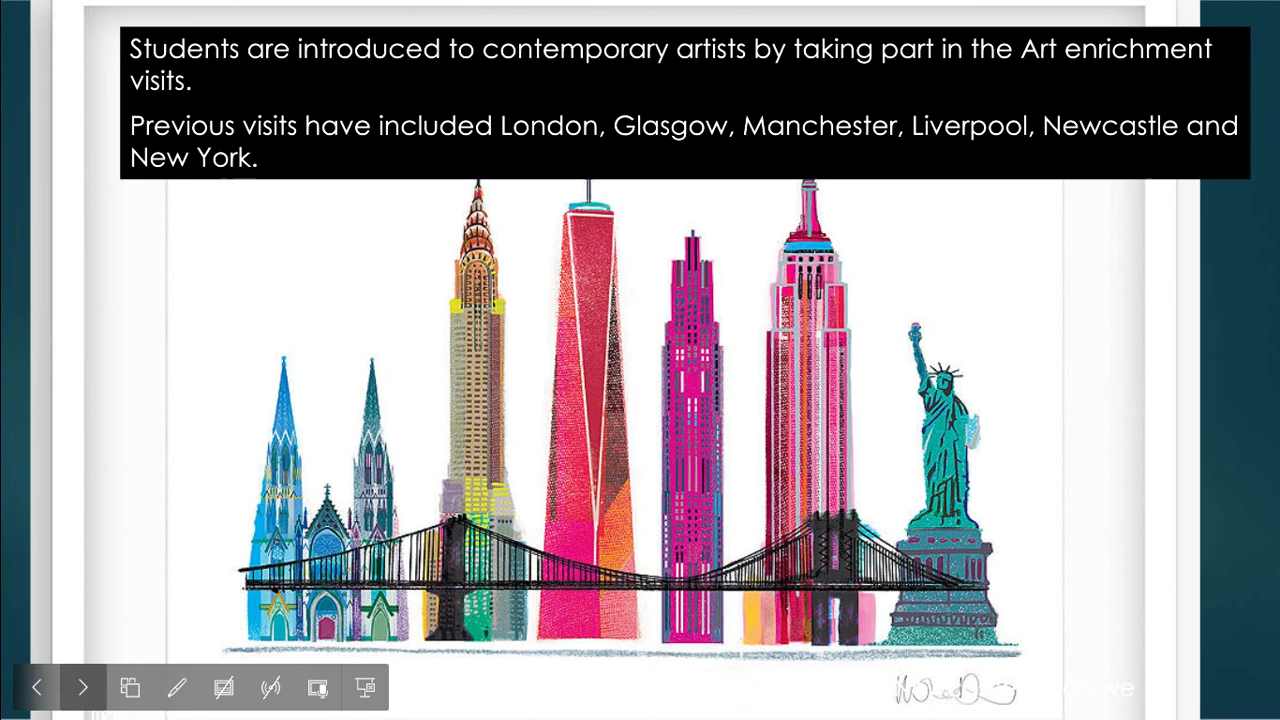 Students are introduced to contemporary artists by taking part in the Art enrichment
visits.
Previous visits have included London, Glasgow, Manchester, Liverpool, Newcastle and
New York.